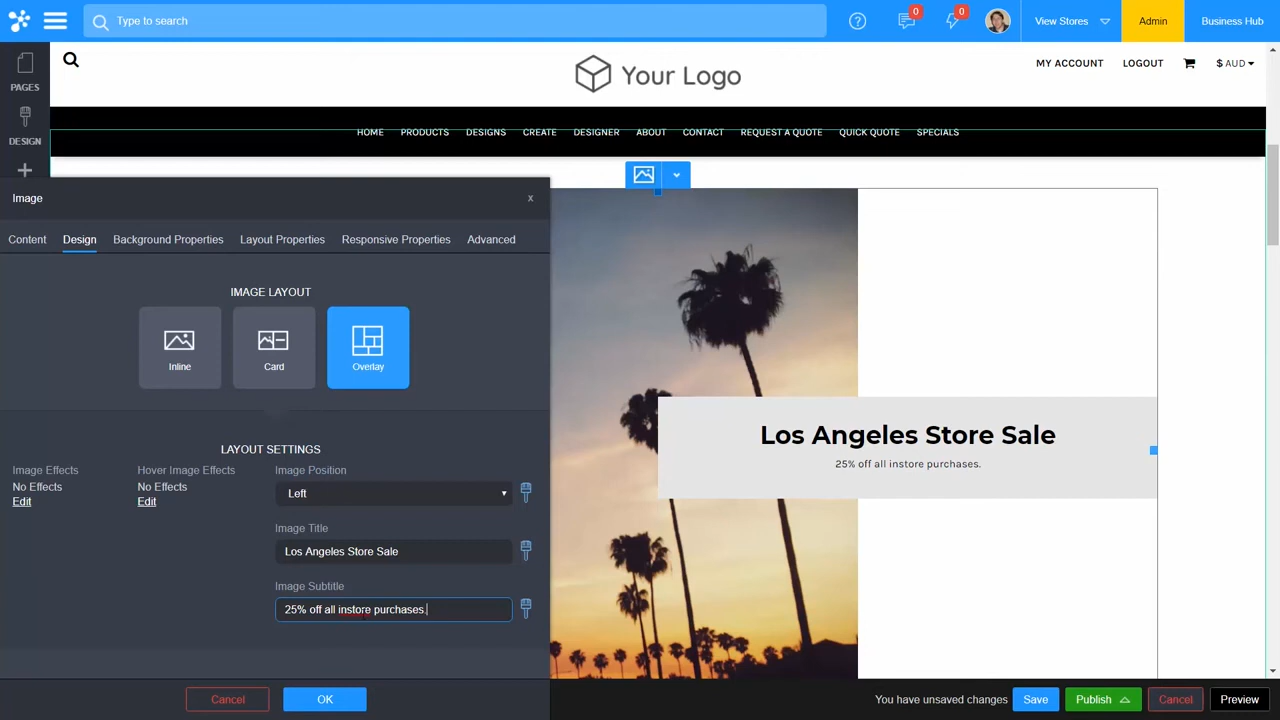 Type to search
0
0
View Stores
Admin
Business Hub
PAGES
DESIGN
Your Logo
MY ACCOUNT
LOGOUT
$ AUD
HOME
PRODUCTS
DESIGNS
CREATE
DESIGNER
ABOUT
CONTACT
REQUEST A QUOTE
QUICK QUOTE
SPECIALS
Image
x
Content
Design
Background Properties
Layout Properties
Responsive Properties
Advanced
IMAGE LAYOUT
Inline
Card
Overlay
LAYOUT SETTINGS
Image Effects
No Effects
Edit
Hover Image Effects
No Effects
Edit
Image Position
Left
Image Title
Los Angeles Store Sale
Image Subtitle
25% off all instore purchases.
Los Angeles Store Sale
25% off all instore purchases.
Cancel
OK
You have unsaved changes
Save
Publish
Cancel
Preview